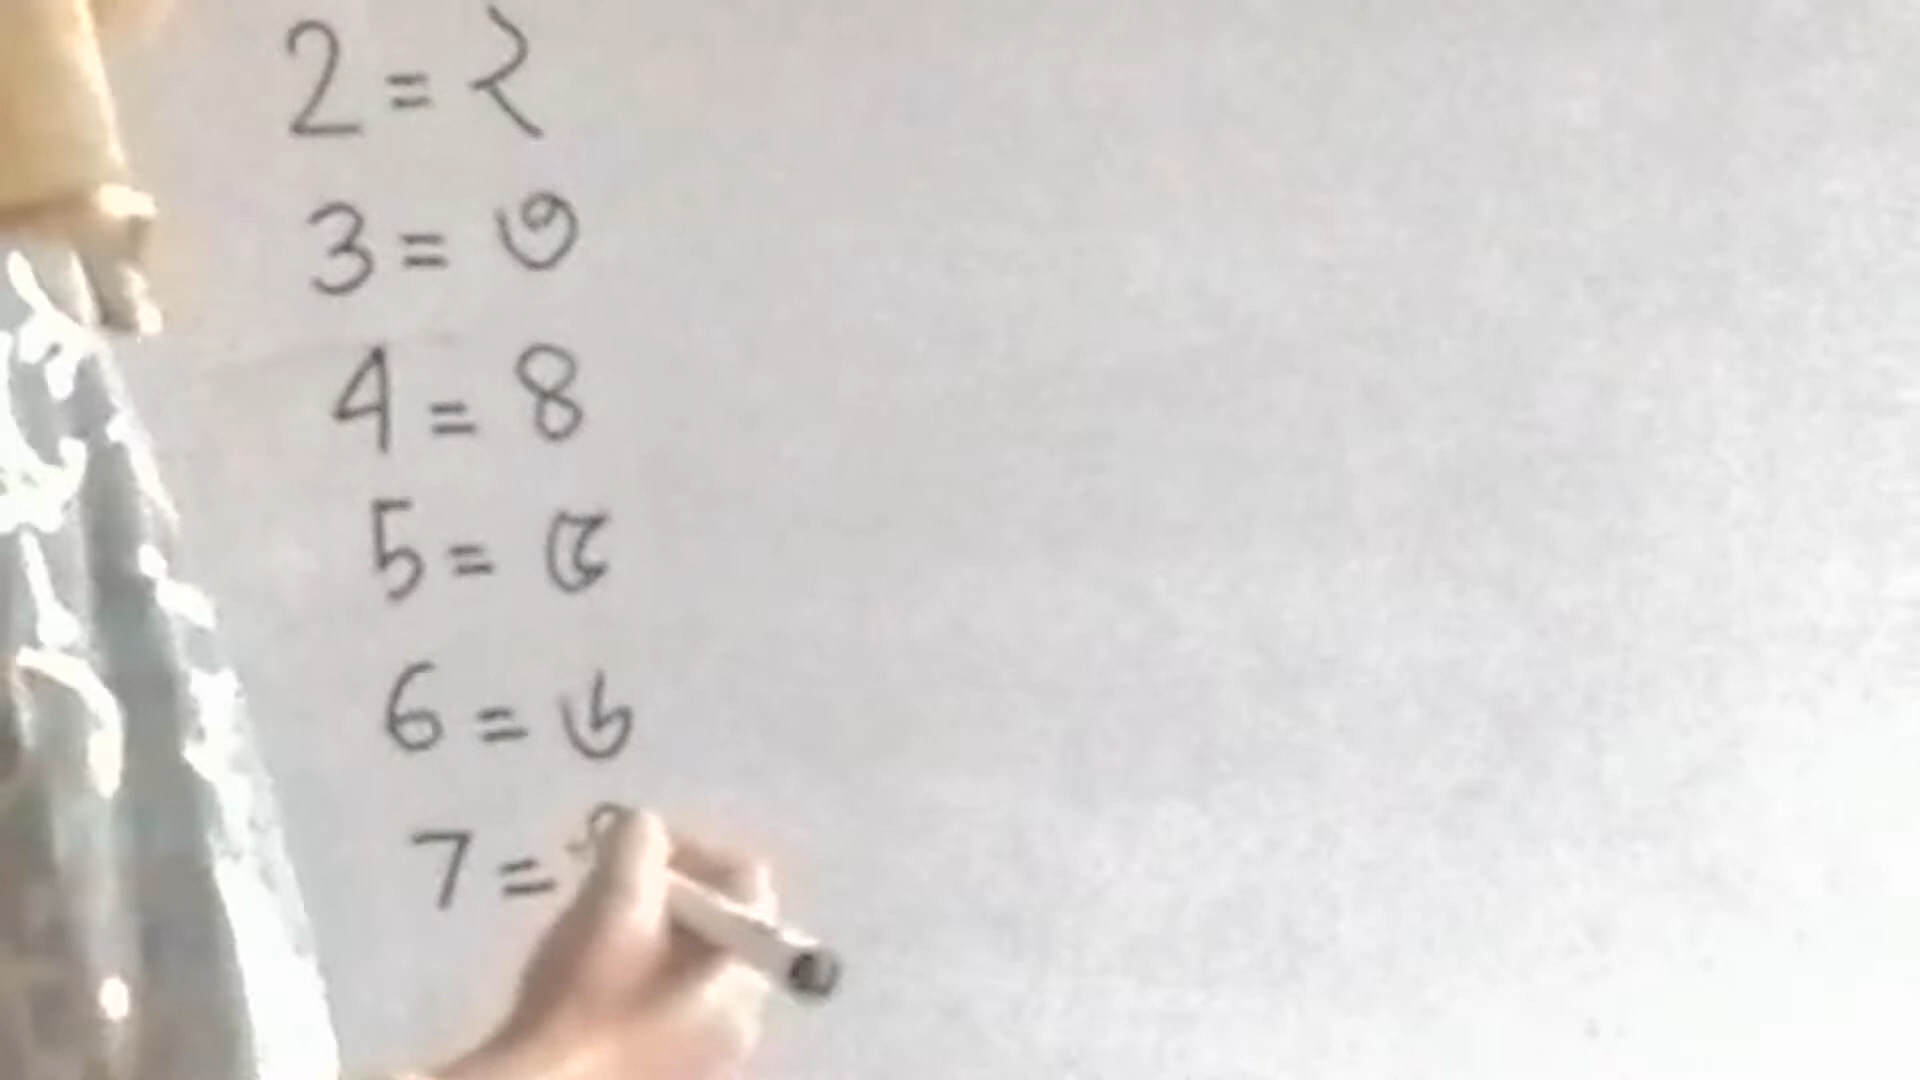 2 = ২
3 = ৩
4 = ৪
5 = ৫
6 = ৬
7 =